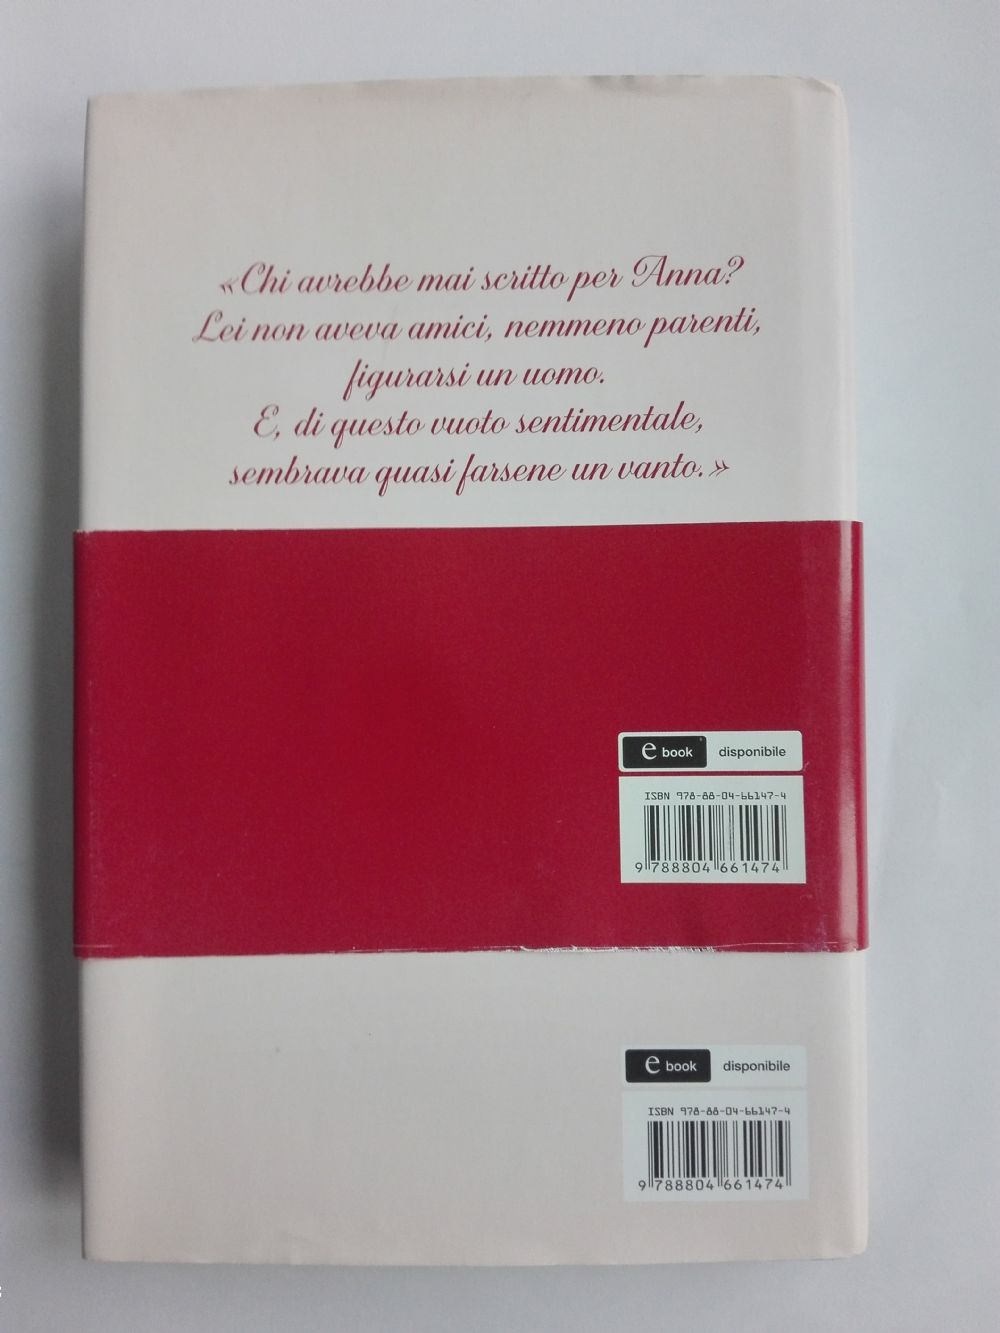 «Chi avrebbe mai scritto per Anna?
Lei non aveva amici, nemmeno parenti,
figurarsi un uomo.
E, di questo vuoto sentimentale,
sembrava quasi farsene un vanto.»
e book disponibile
ISBN 978-88-04-66147-4
9 788804 661474
e book disponibile
ISBN 978-88-04-66147-4
9 788804 661474